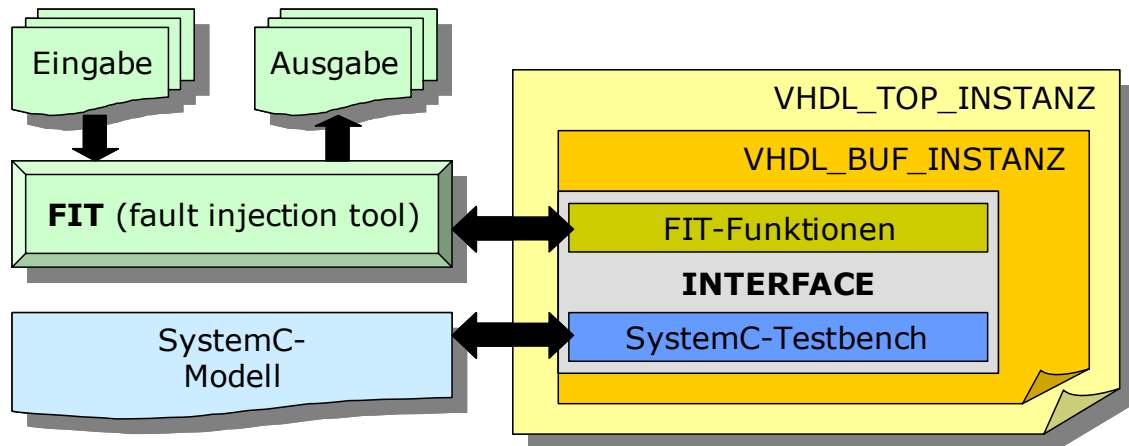 Eingabe
Ausgabe
VHDL_TOP_INSTANZ
VHDL_BUF_INSTANZ
FIT (fault injection tool)
FIT-Funktionen
INTERFACE
SystemC-
Modell
SystemC-Testbench